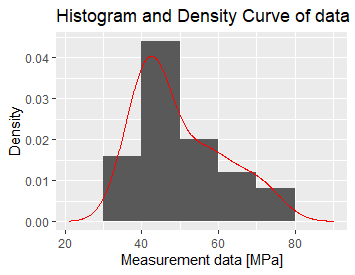 Histogram and Density Curve of data
Density
0.04
0.03
0.02
0.01
0.00
20 40 60 80
Measurement data [MPa]